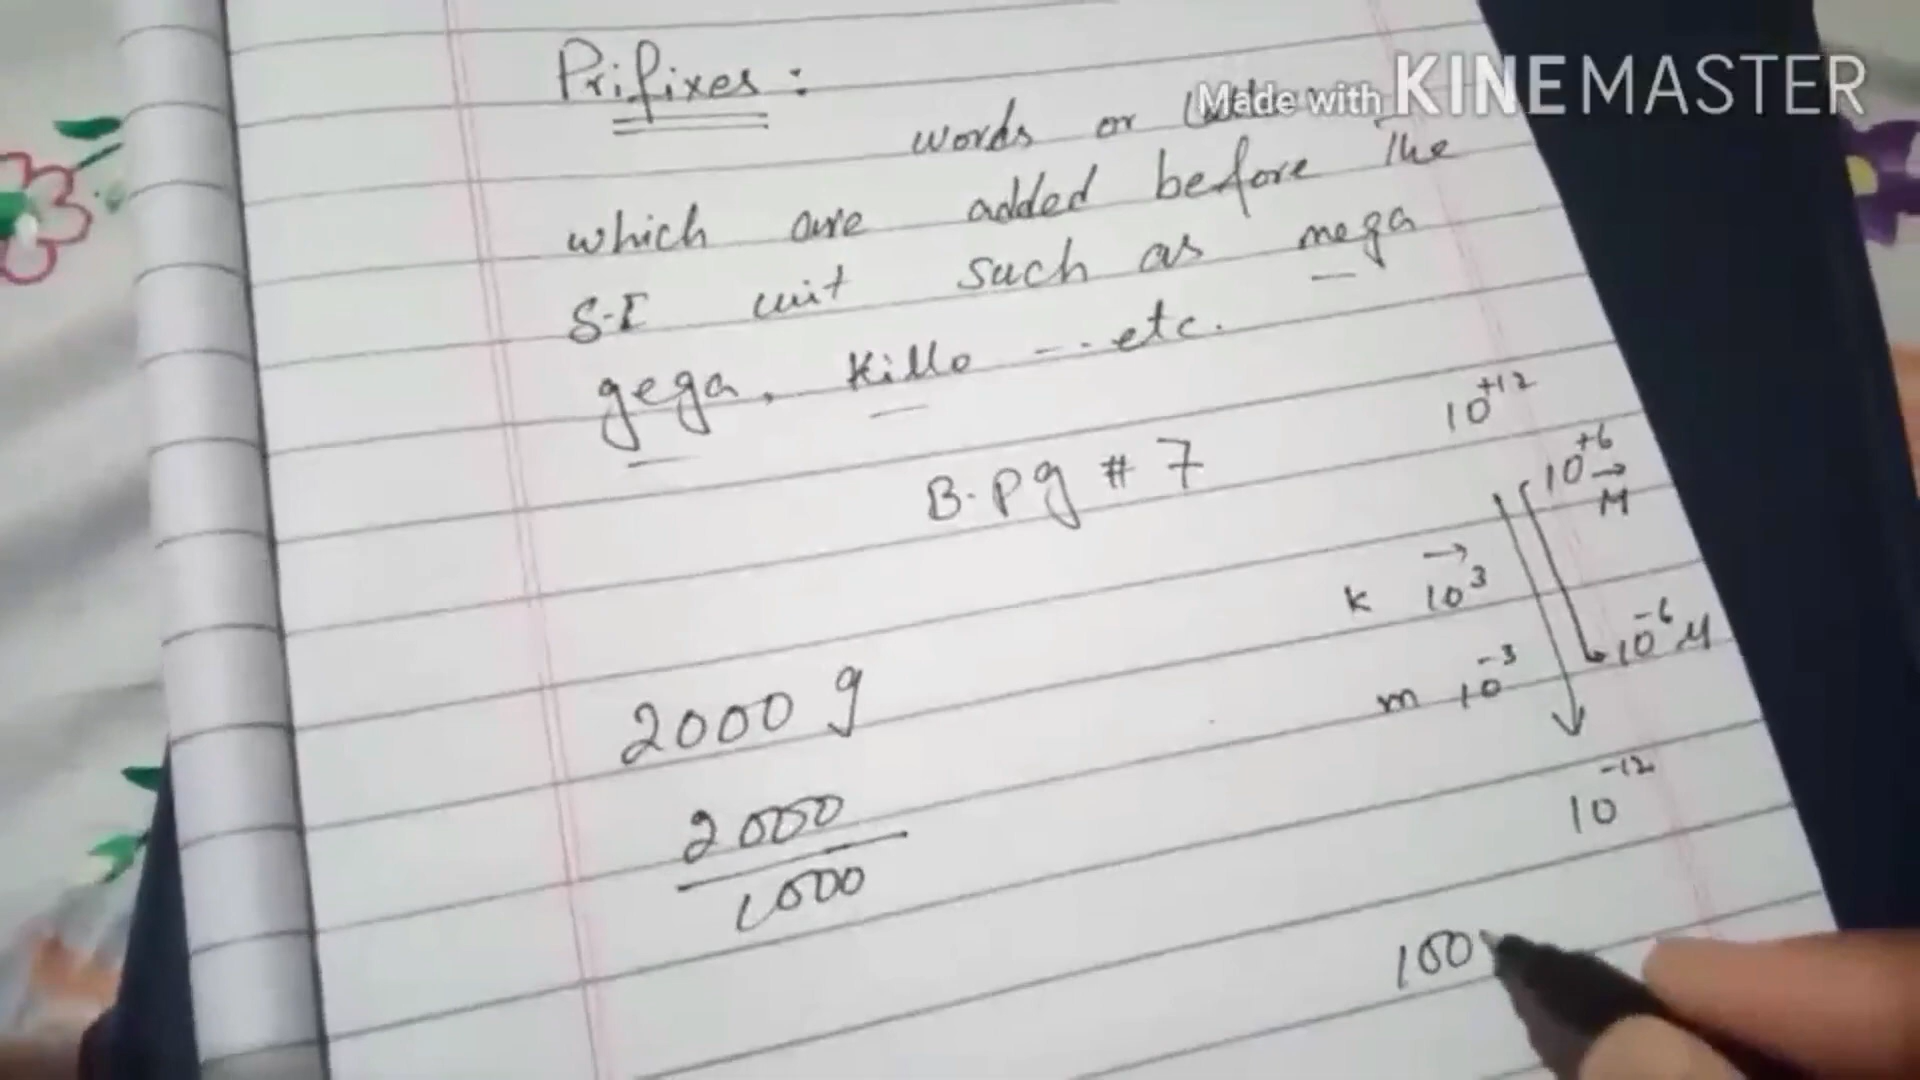 Prifixes:
Made with KINEMASTER
words or
which are added before the
S-I unit such as mega
gega, Killo --- etc.
B.Pg # 7
10+12
10+6 → M
k → 10³
10-6 M
m 10-3
2000 g
10-12
2000
1000
100